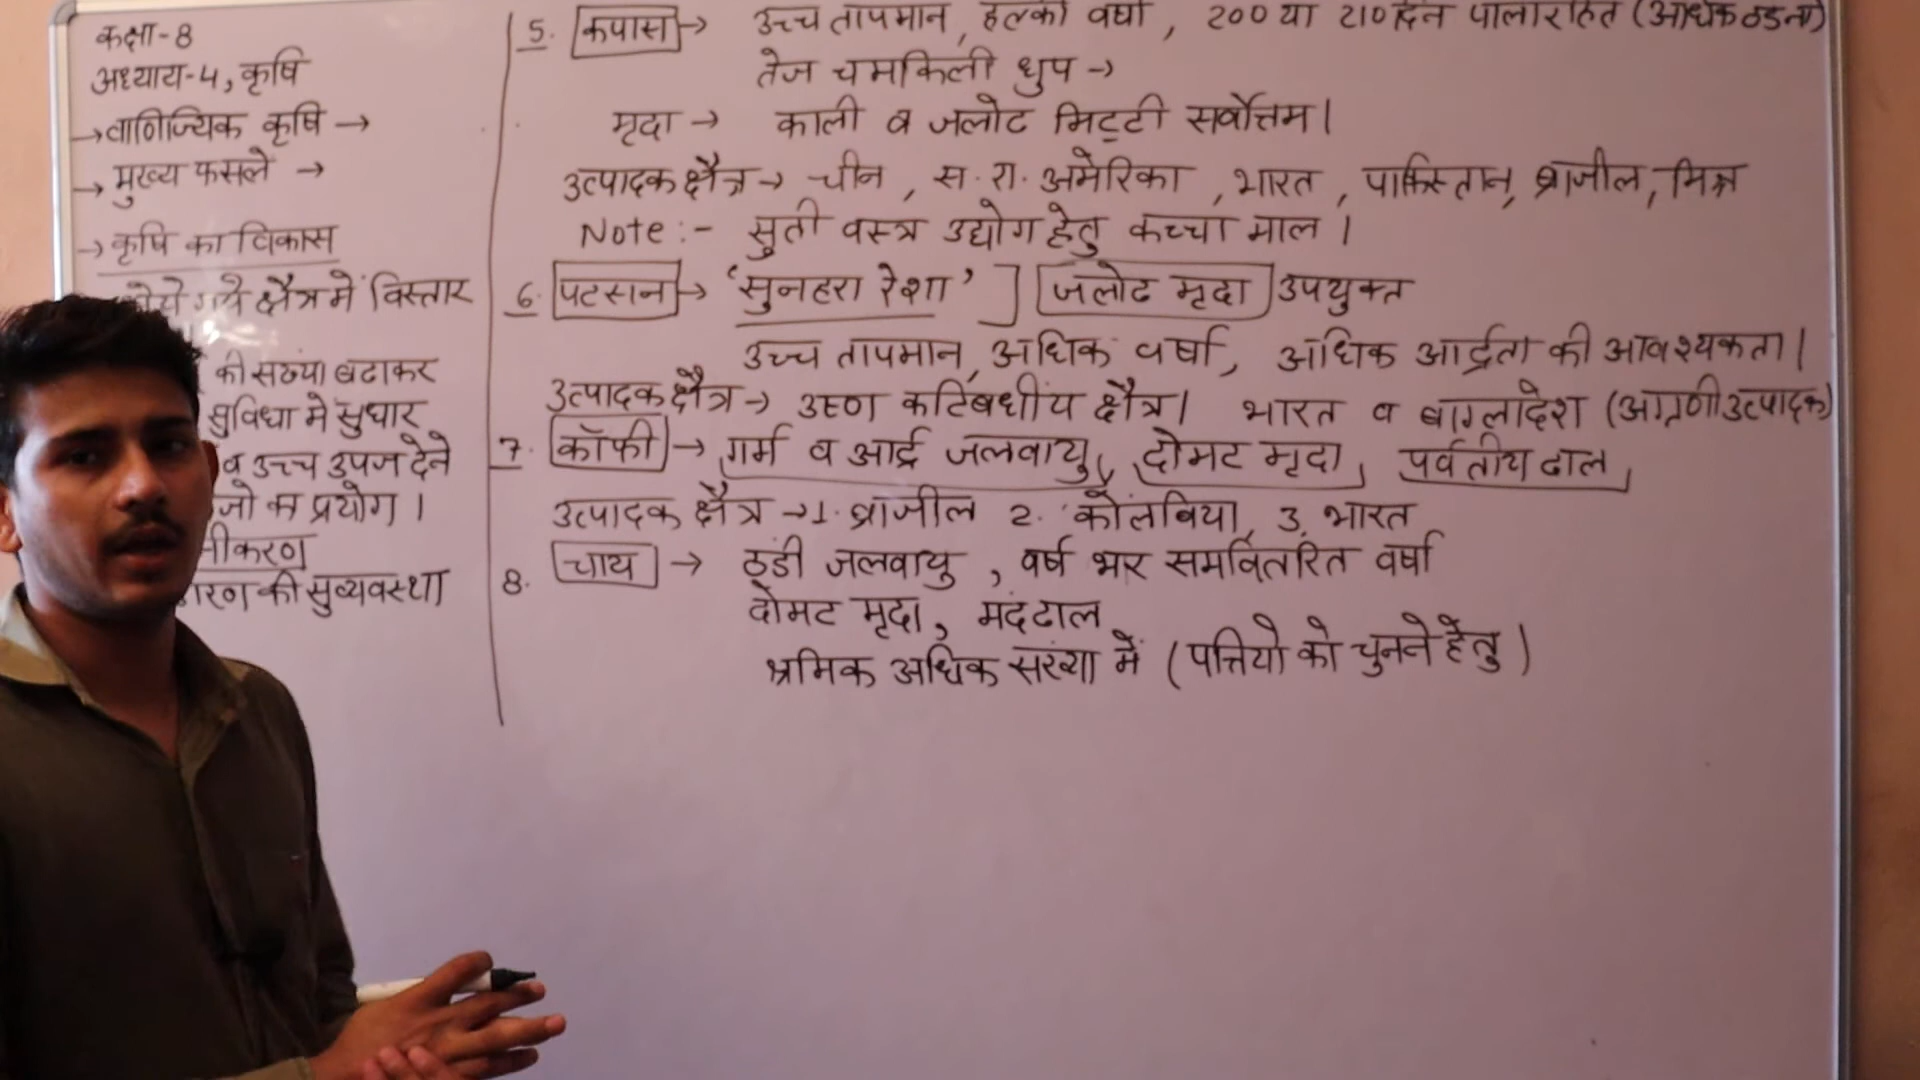 कक्षा-8
अध्याय-4, कृषि
→वाणिज्यिक कृषि →
→ मुख्य फसले →
→ कृषि का विकास
क्षैत्र में विस्तार
की सख्या बढाकर
सुविधा मे सुधार
व उच्च उपज देने
का प्रयोग ।
की सुव्यवस्था
5. कपास → उच्च तापमान, हल्की वर्षा, 200 या 210 दिन पालारहित (अधिक ठंड ना)
तेज चमकिली धुप →
मृदा → काली व जलोढ मिट्टी सर्वोत्तम ।
उत्पादक क्षैत्र → चीन, स. रा. अमेरिका, भारत, पाकिस्तान, ब्राजील, मिस्र
Note :- सुती वस्त्र उद्योग हेतु कच्चा माल ।
6. पटसन → 'सुनहरा रेशा' ] जलोढ मृदा उपयुक्त
उच्च तापमान, अधिक वर्षा, अधिक आर्द्रता की आवश्यकता ।
उत्पादक क्षैत्र → उष्ण कटिबंधीय क्षैत्र । भारत व बाग्लादेश (अग्रणी उत्पादक)
7. कॉफी → गर्म व आर्द्र जलवायु, दोमट मृदा, पर्वतीय ढाल,
उत्पादक क्षैत्र → 1. ब्राजील 2. कोलंबिया, 3. भारत
8. चाय → ठंडी जलवायु, वर्ष भर समवितरित वर्षा
दोमट मृदा, मदं ढाल
श्रमिक अधिक सख्या में (पत्तियो को चुनने हेतु)